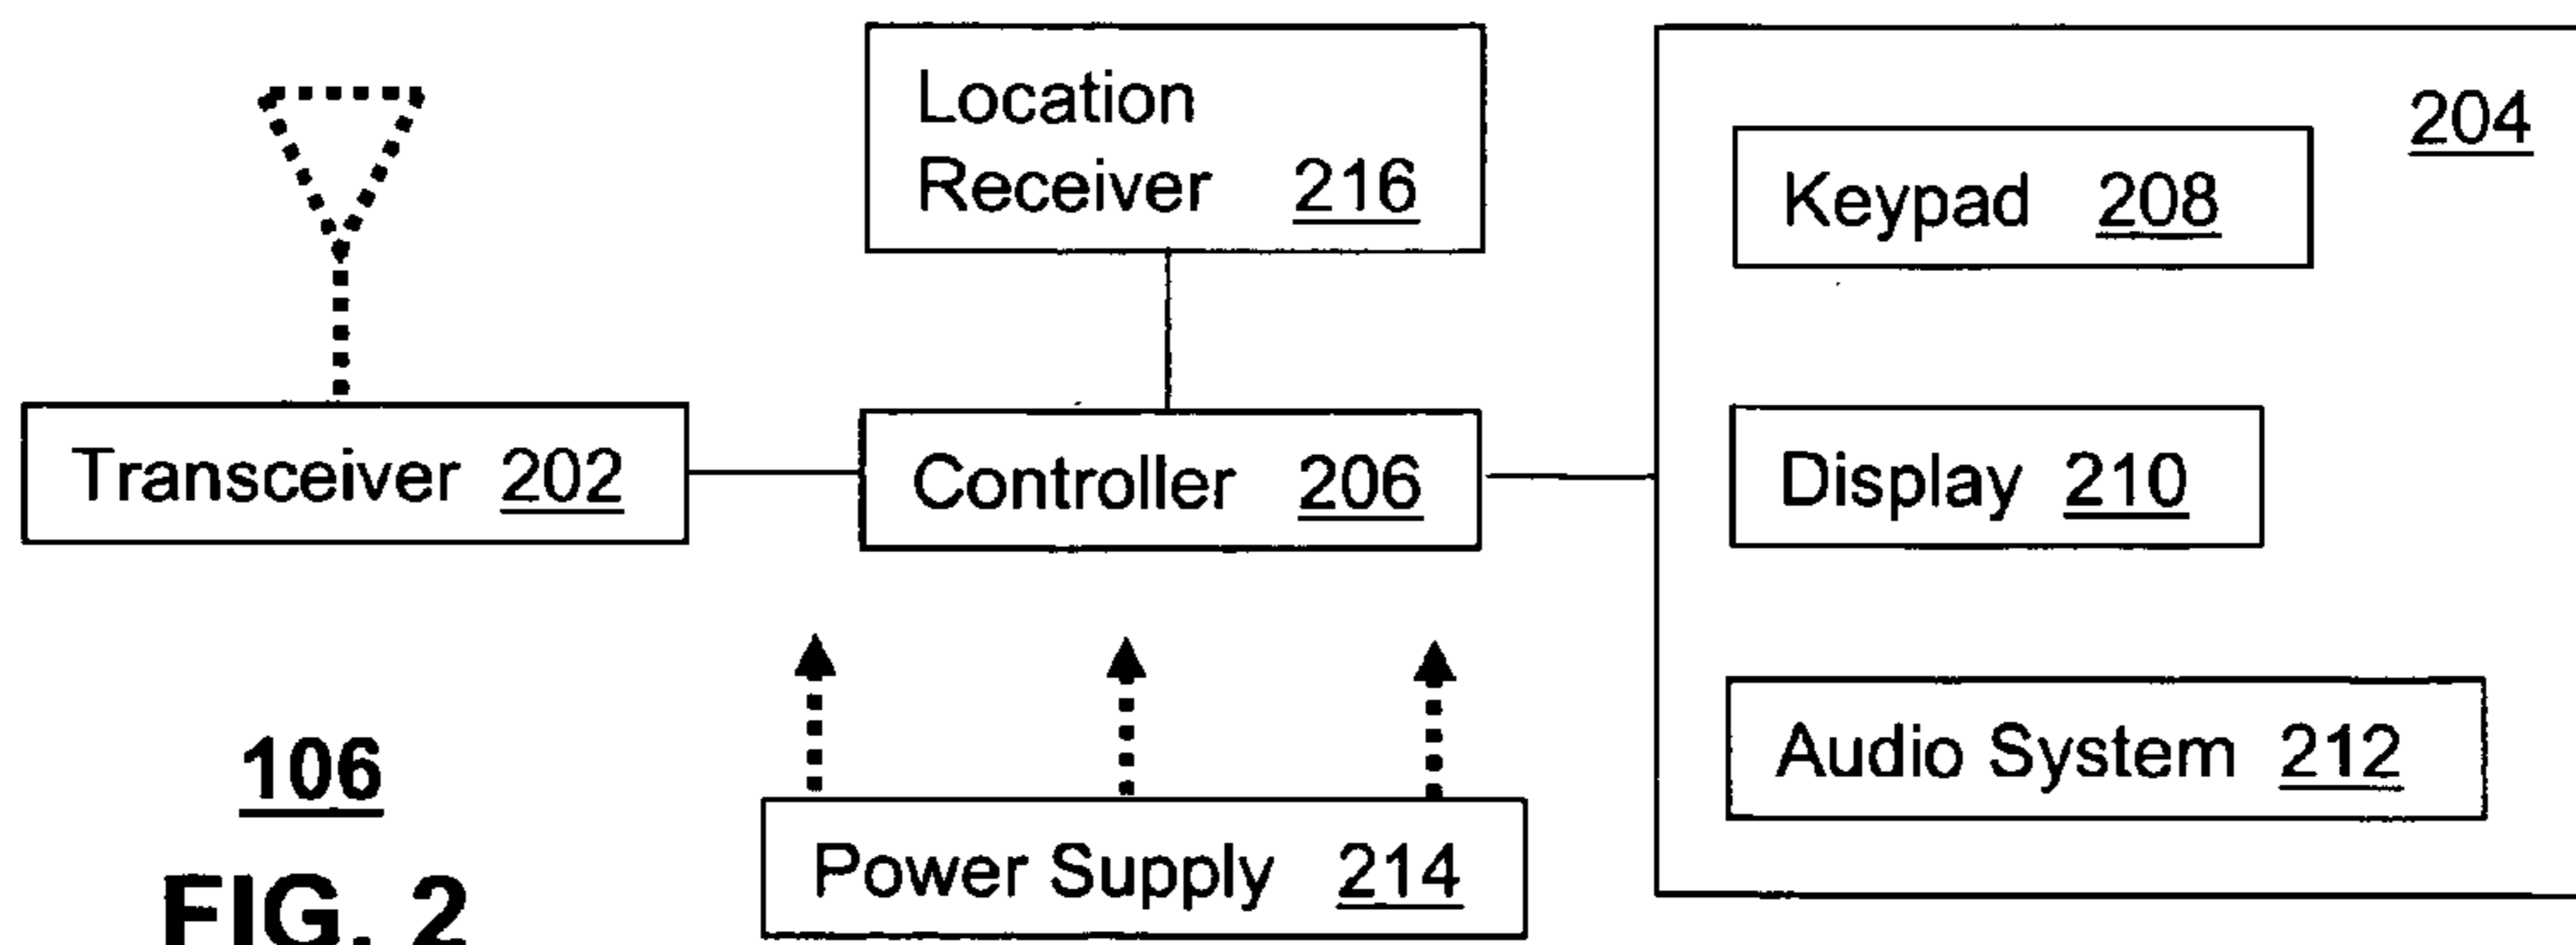 Location
Receiver 216
204
Keypad 208
Transceiver 202
Controller 206
Display 210
Audio System 212
106
Power Supply 214
FIG. 2